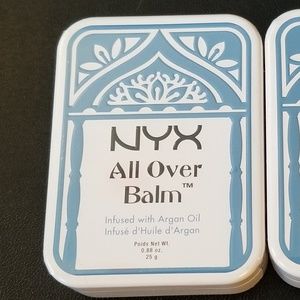 NYX
All Over
Balm™
Infused with Argan Oil
Infusé d'Huile d'Argan
Poids Net Wt.
0.88 oz.
25 g